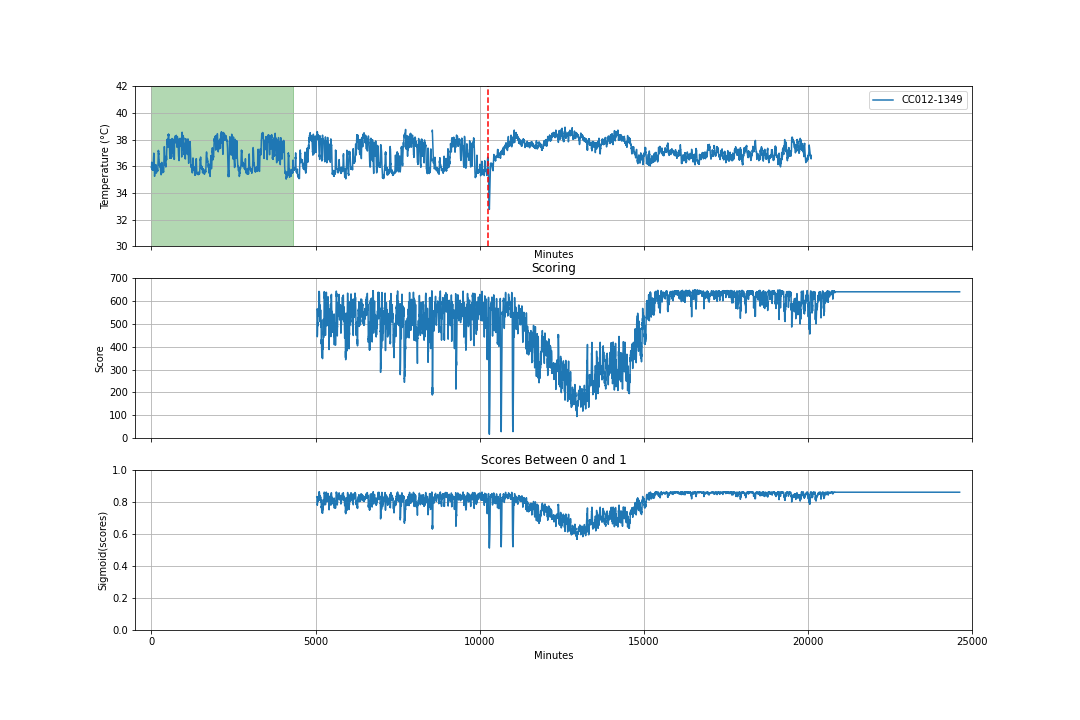 42
40
38
36
34
32
30
Temperature (°C)
CC012-1349
Minutes
Scoring
700
600
500
400
300
200
100
0
Score
Scores Between 0 and 1
1.0
0.8
0.6
0.4
0.2
0.0
Sigmoid(scores)
0 5000 10000 15000 20000 25000
Minutes